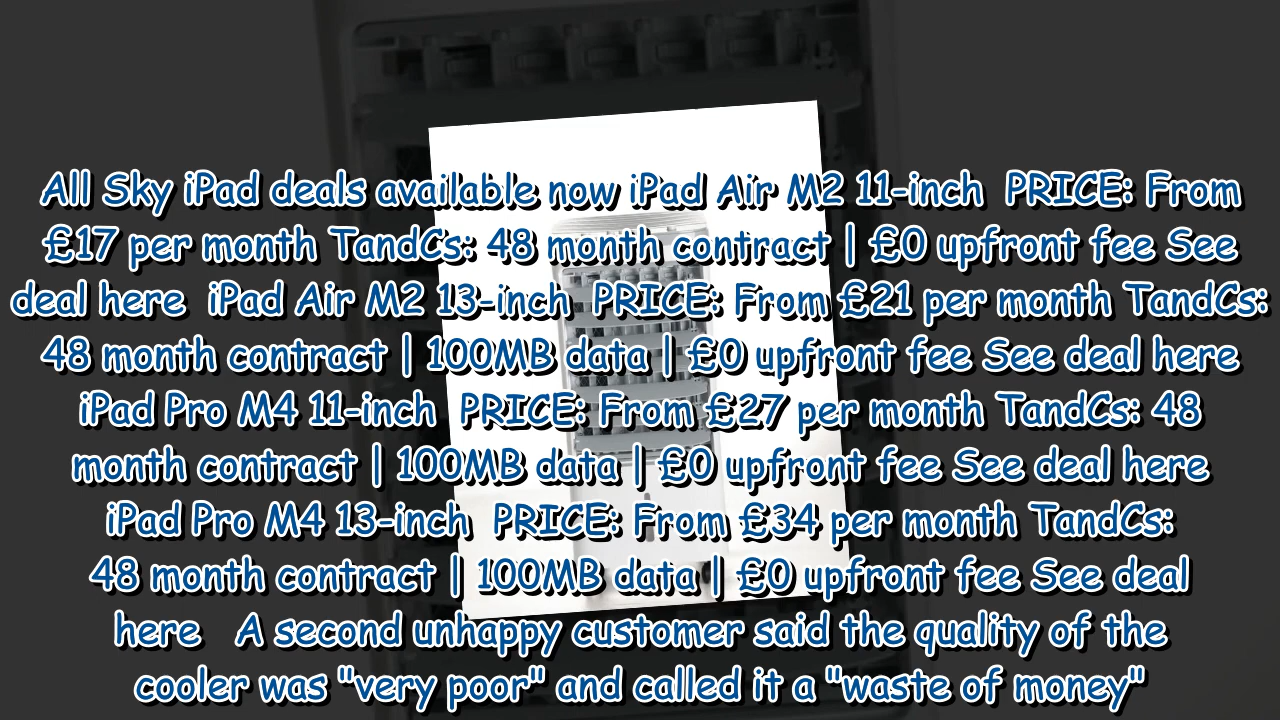 All Sky iPad deals available now iPad Air M2 11-inch  PRICE: From
£17 per month TandCs: 48 month contract | £0 upfront fee See
deal here  iPad Air M2 13-inch  PRICE: From £21 per month TandCs:
48 month contract | 100MB data | £0 upfront fee See deal here
iPad Pro M4 11-inch  PRICE: From £27 per month TandCs: 48
month contract | 100MB data | £0 upfront fee See deal here
iPad Pro M4 13-inch  PRICE: From £34 per month TandCs:
48 month contract | 100MB data | £0 upfront fee See deal
here   A second unhappy customer said the quality of the
cooler was "very poor" and called it a "waste of money"